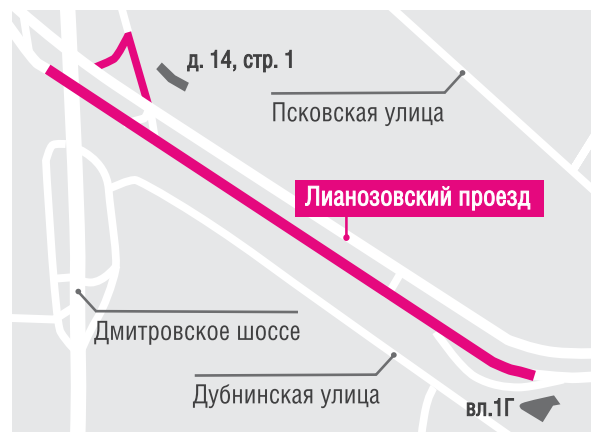 д. 14, стр. 1
Псковская улица
Лианозовский проезд
Дмитровское шоссе
Дубнинская улица
вл.1Г